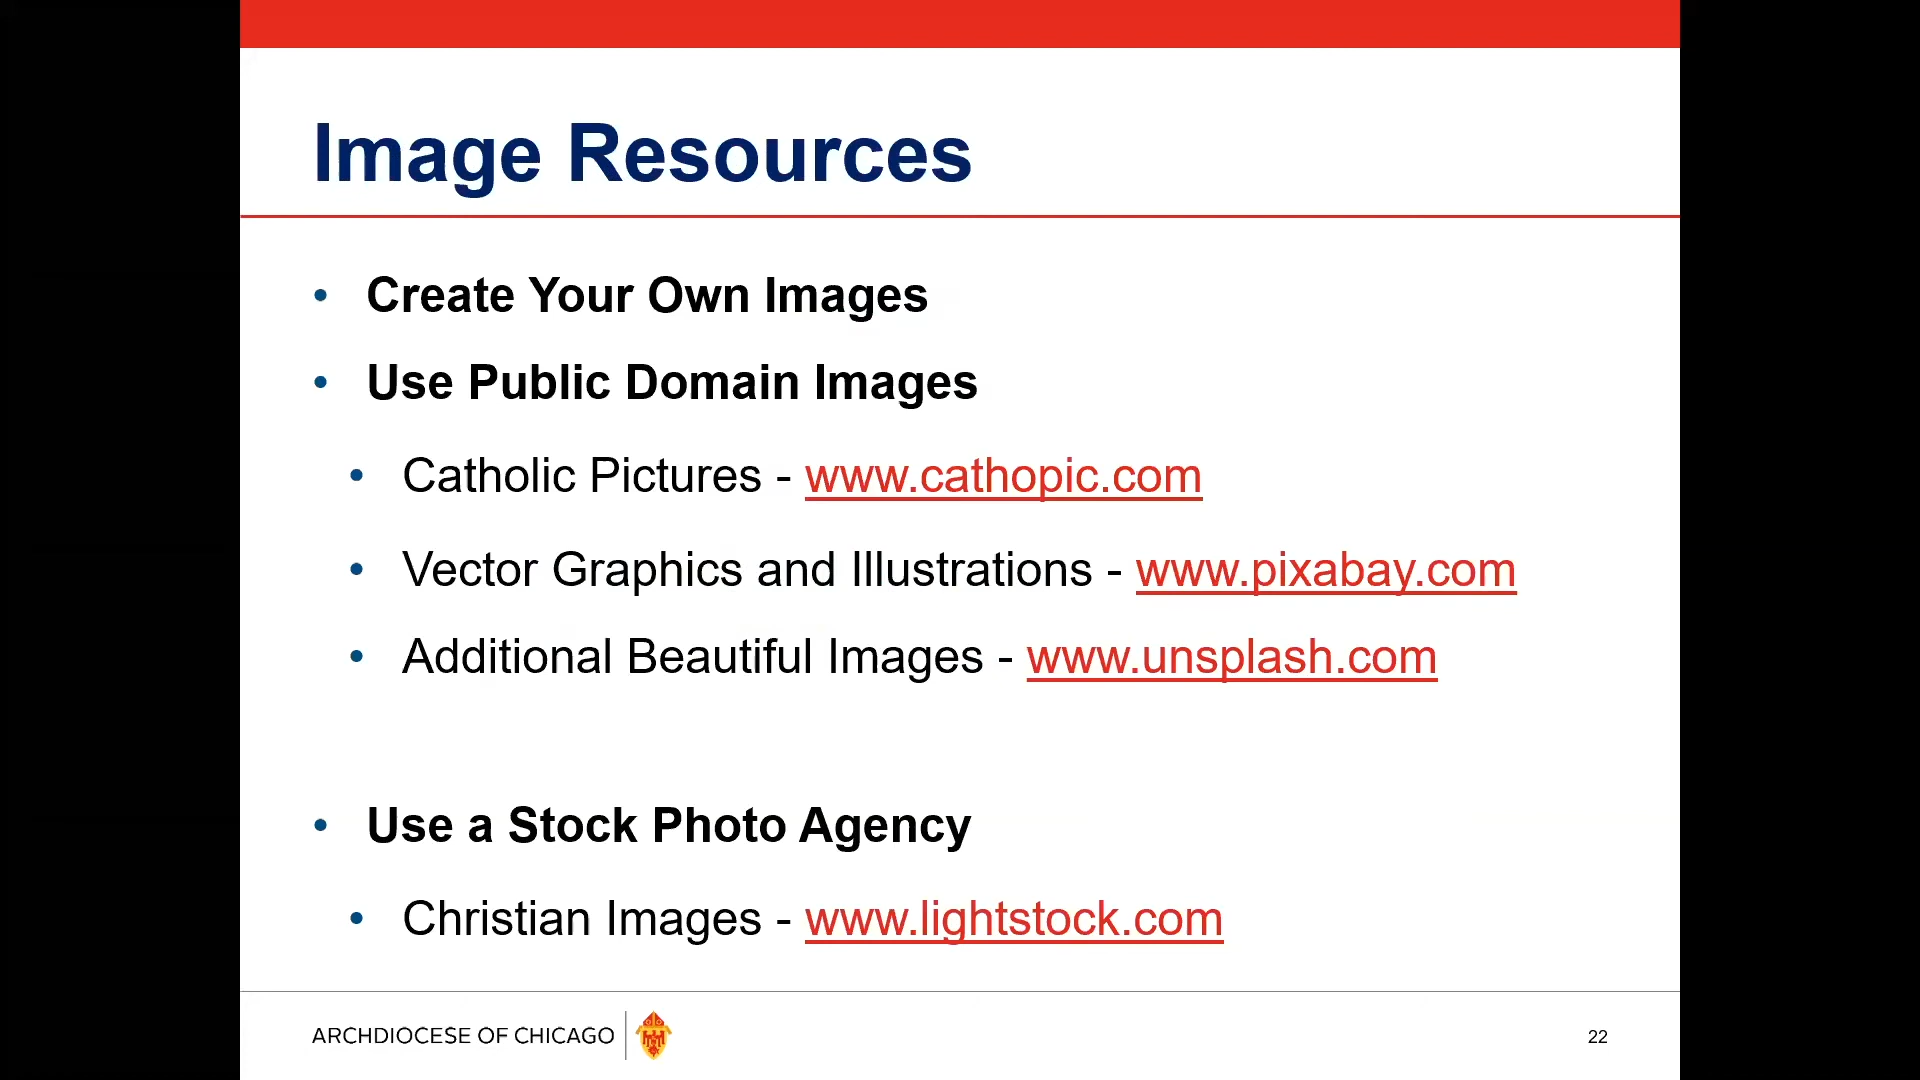 Image Resources
• Create Your Own Images
• Use Public Domain Images
• Catholic Pictures - www.cathopic.com
• Vector Graphics and Illustrations - www.pixabay.com
• Additional Beautiful Images - www.unsplash.com
• Use a Stock Photo Agency
• Christian Images - www.lightstock.com
ARCHDIOCESE OF CHICAGO
22